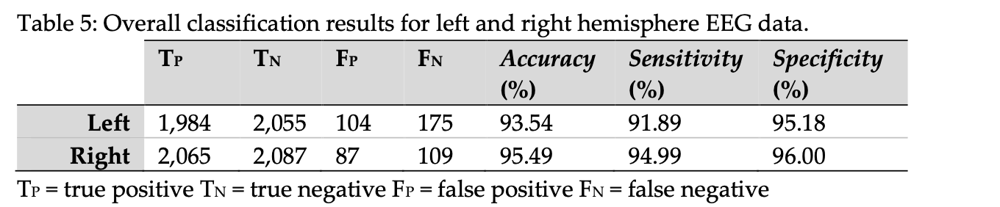 Table 5: Overall classification results for left and right hemisphere EEG data.
TP TN FP FN Accuracy (%) Sensitivity (%) Specificity (%)
Left 1,984 2,055 104 175 93.54 91.89 95.18
Right 2,065 2,087 87 109 95.49 94.99 96.00
TP = true positive TN = true negative FP = false positive FN = false negative